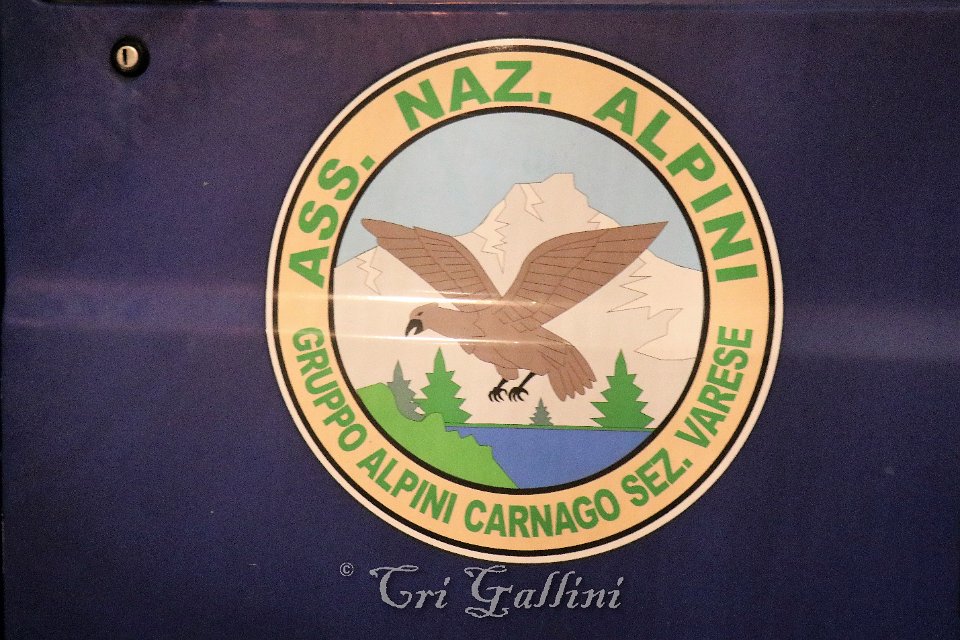 ASS. NAZ. ALPINI
GRUPPO ALPINI CARNAGO SEZ. VARESE
© Cri Gallini